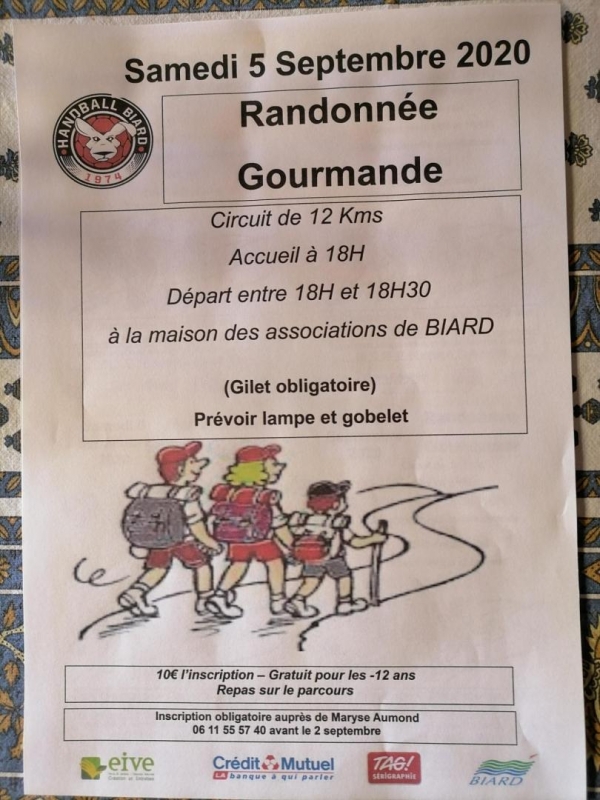 Samedi 5 Septembre 2020
HANDBALL BIARD
1974
Randonnée
Gourmande
Circuit de 12 Kms
Accueil à 18H
Départ entre 18H et 18H30
à la maison des associations de BIARD
(Gilet obligatoire)
Prévoir lampe et gobelet
10€ l'inscription – Gratuit pour les -12 ans
Repas sur le parcours
Inscription obligatoire auprès de Maryse Aumond
06 11 55 57 40 avant le 2 septembre
eive
Crédit Mutuel
LA banque à qui parler
TAG!
SÉRIGRAPHIE
BIARD